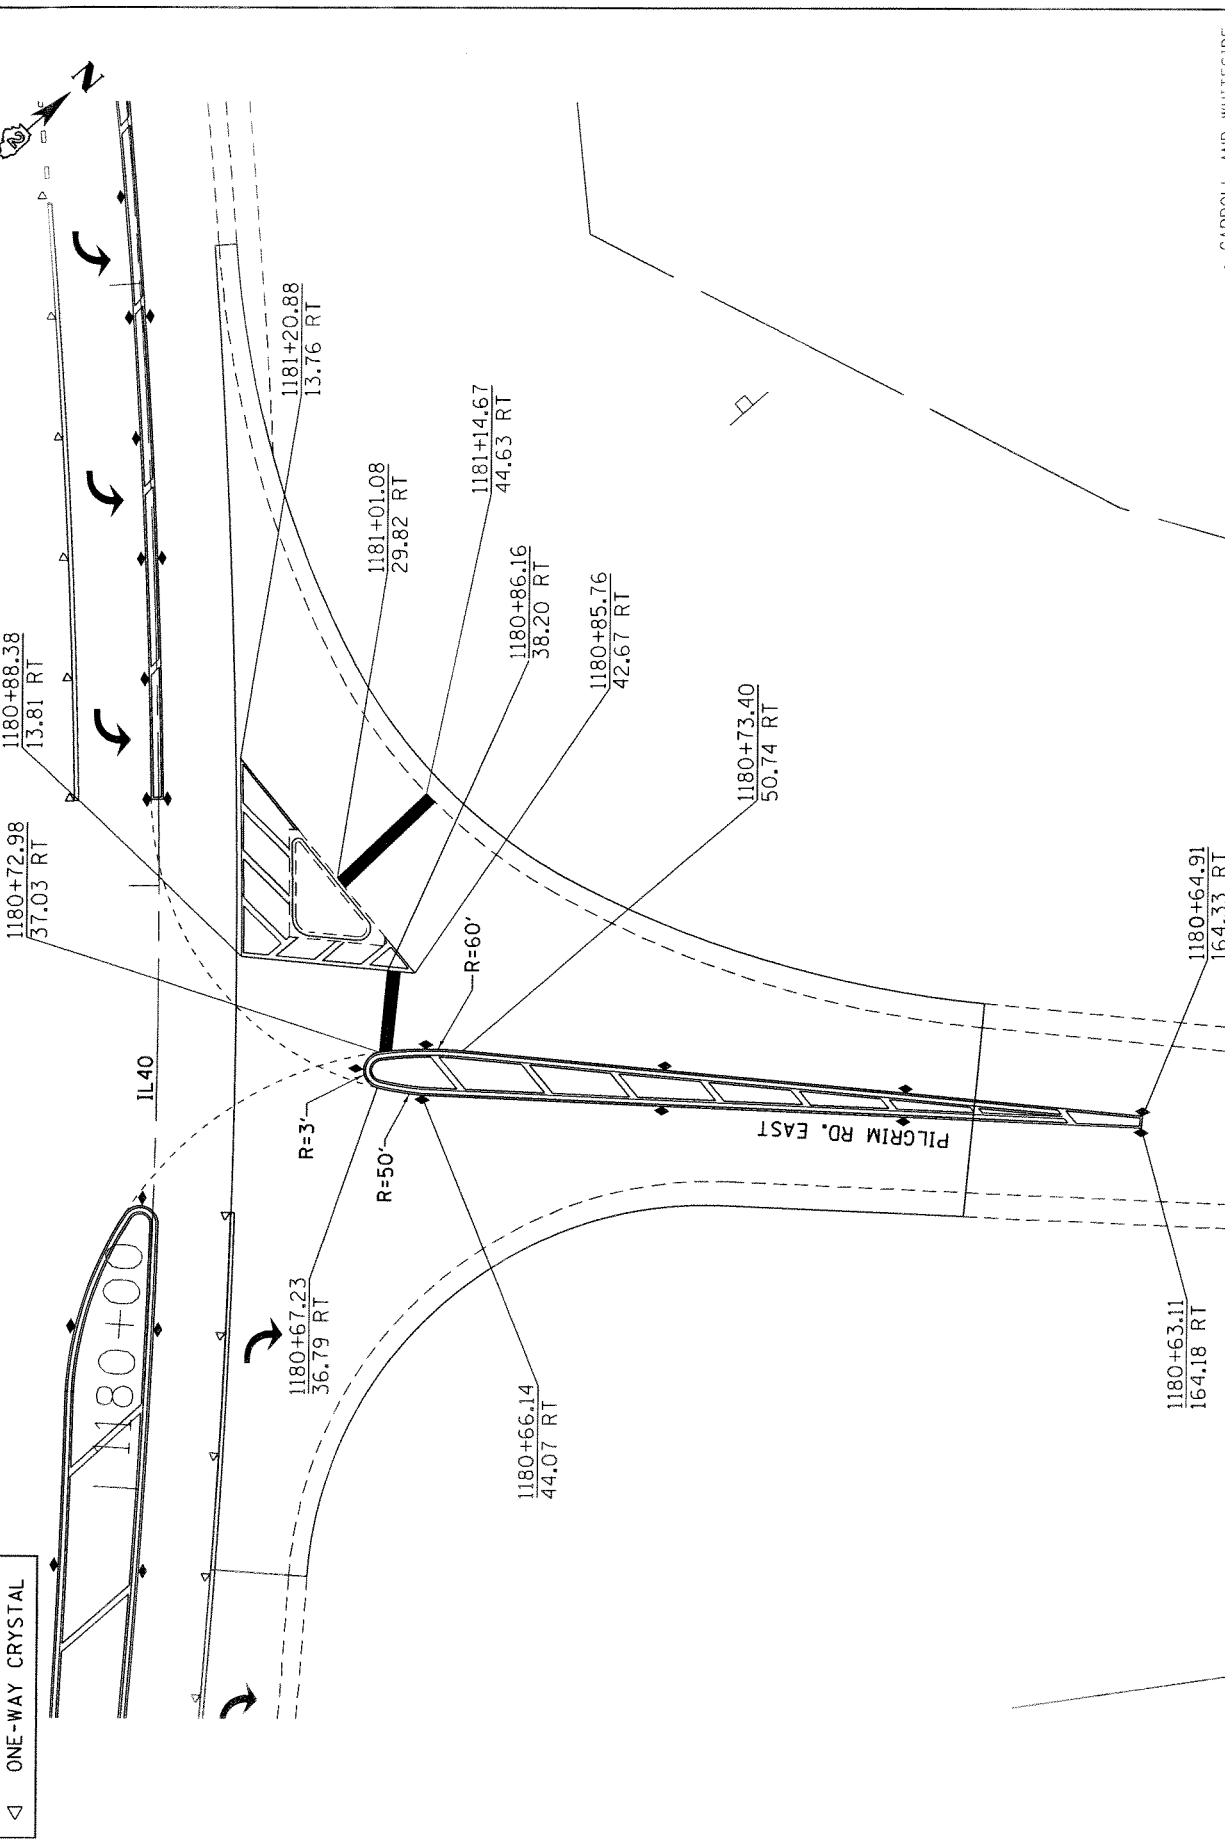 ONE-WAY CRYSTAL
N
2
1180+00
IL40
1180+88.38
13.81 RT
1180+72.98
37.03 RT
1181+20.88
13.76 RT
1181+01.08
29.82 RT
1181+14.67
44.63 RT
1180+86.16
38.20 RT
1180+85.76
42.67 RT
1180+73.40
50.74 RT
1180+64.91
164.33 RT
R=3'
R=50'
R=60'
PILGRIM RD. EAST
1180+67.23
36.79 RT
1180+66.14
44.07 RT
1180+63.11
164.18 RT
CARROLL AND WHITESIDE